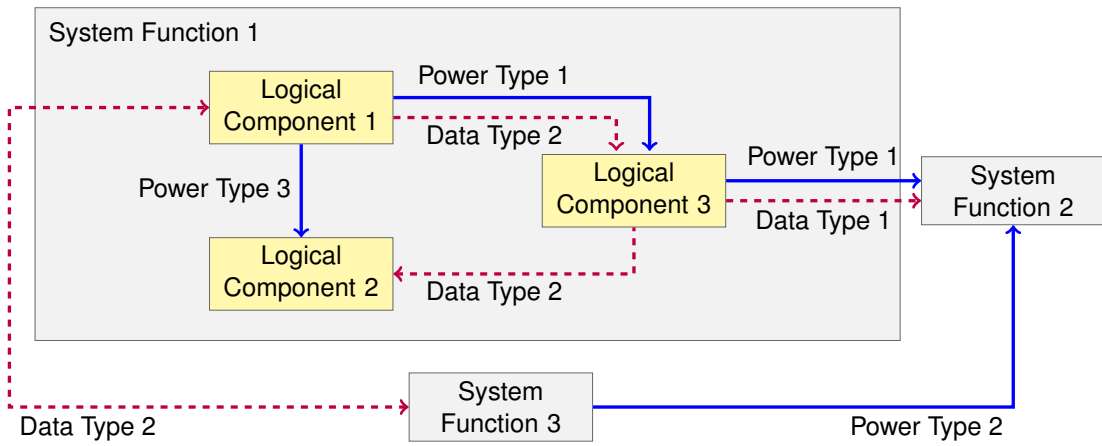 System Function 1
Logical
Component 1
Power Type 1
Data Type 2
Power Type 3
Logical
Component 3
Power Type 1
Data Type 1
System
Function 2
Logical
Component 2
Data Type 2
System
Function 3
Data Type 2
Power Type 2